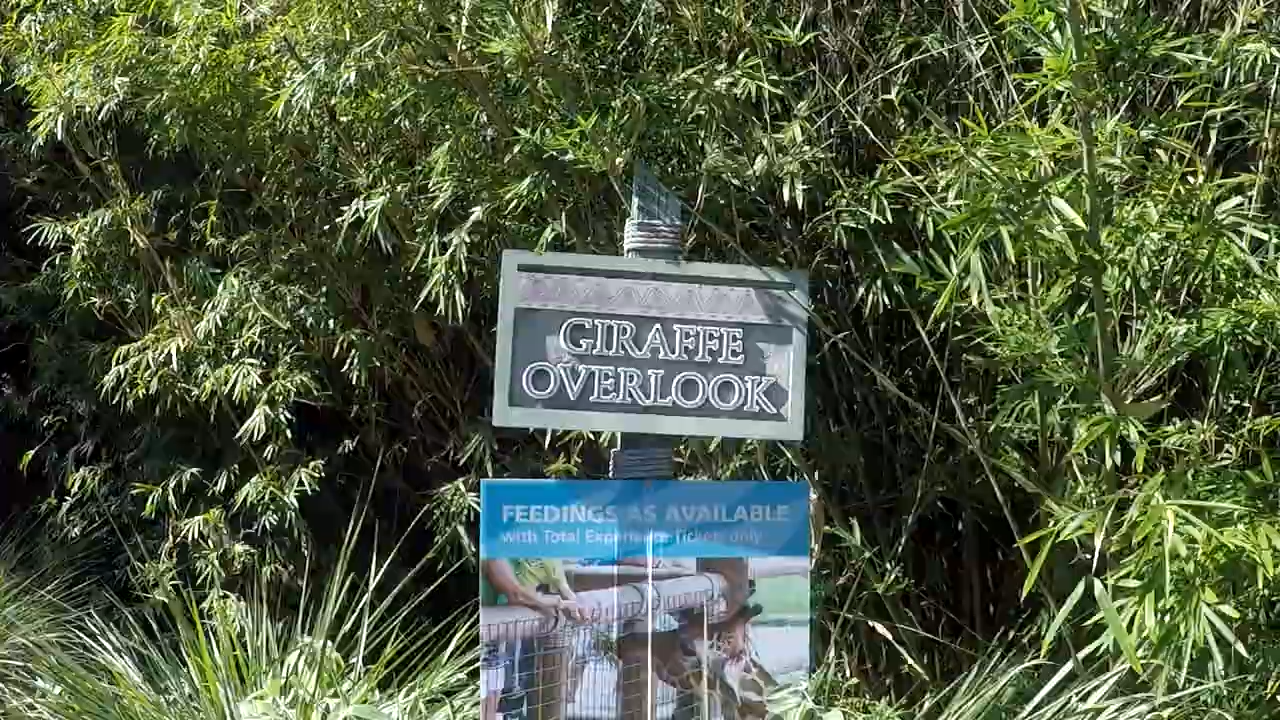 GIRAFFE
OVERLOOK
FEEDINGS AS AVAILABLE
with Total Experience Tickets only